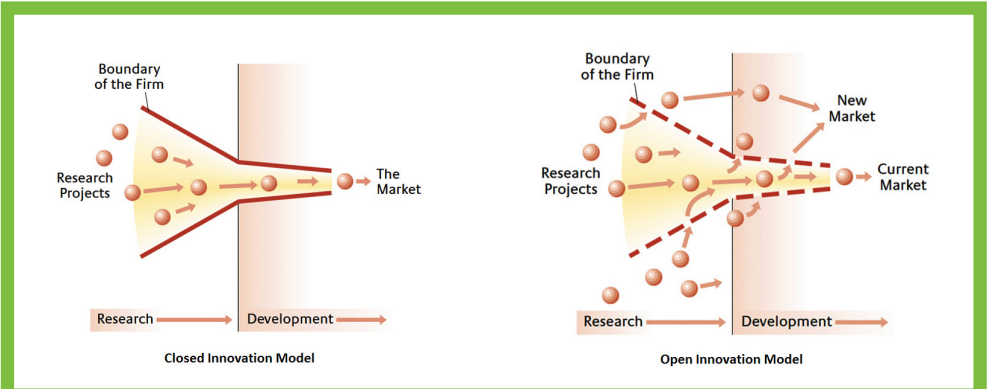 Boundary
of the Firm
Research
Projects
The
Market
Research
Development
Closed Innovation Model
Boundary
of the Firm
New
Market
Research
Projects
Current
Market
Research
Development
Open Innovation Model